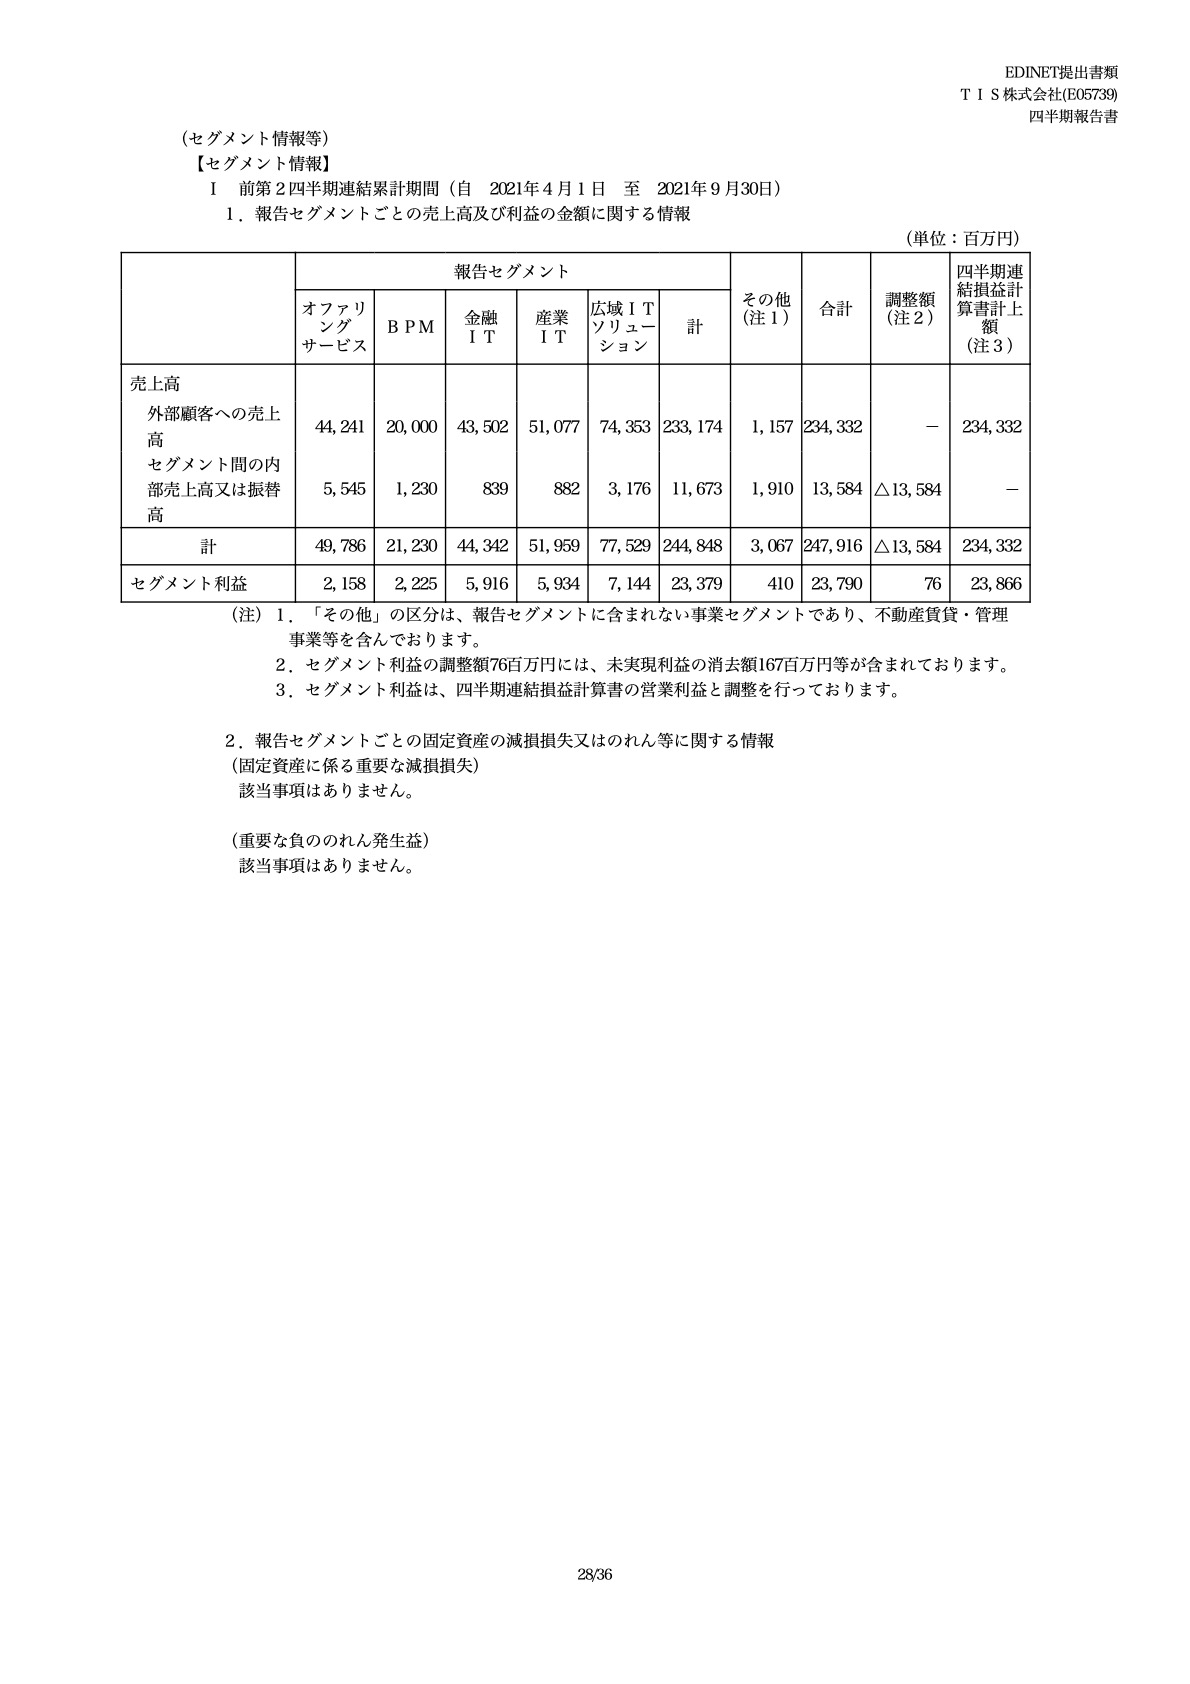 EDINET提出書類
ＴＩＳ株式会社(E05739)
四半期報告書
（セグメント情報等）
【セグメント情報】
Ⅰ　前第２四半期連結累計期間（自　2021年４月１日　至　2021年９月30日）
１．報告セグメントごとの売上高及び利益の金額に関する情報
（単位：百万円）
報告セグメント
その他
（注１）
合計
調整額
（注２）
四半期連
結損益計
算書計上
額
（注３）
オファリ
ング
サービス
ＢＰＭ
金融
ＩＴ
産業
ＩＴ
広域ＩＴ
ソリュー
ション
計
売上高
外部顧客への売上
高
44,241 20,000 43,502 51,077 74,353 233,174 1,157 234,332 － 234,332
セグメント間の内
部売上高又は振替
高
5,545 1,230 839 882 3,176 11,673 1,910 13,584 △13,584 －
計 49,786 21,230 44,342 51,959 77,529 244,848 3,067 247,916 △13,584 234,332
セグメント利益 2,158 2,225 5,916 5,934 7,144 23,379 410 23,790 76 23,866
（注）１．「その他」の区分は、報告セグメントに含まれない事業セグメントであり、不動産賃貸・管理
事業等を含んでおります。
２．セグメント利益の調整額76百万円には、未実現利益の消去額167百万円等が含まれております。
３．セグメント利益は、四半期連結損益計算書の営業利益と調整を行っております。
２．報告セグメントごとの固定資産の減損損失又はのれん等に関する情報
（固定資産に係る重要な減損損失）
該当事項はありません。
（重要な負ののれん発生益）
該当事項はありません。
28/36